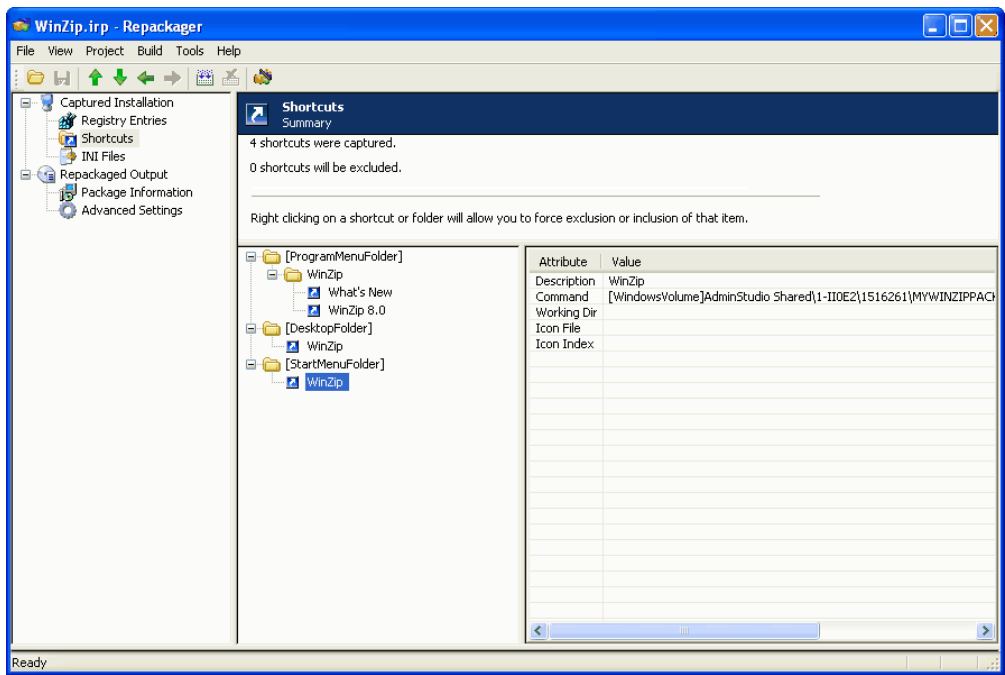 WinZip.irp - Repackager
File View Project Build Tools Help
Captured Installation
Registry Entries
Shortcuts
INI Files
Repackaged Output
Package Information
Advanced Settings
Shortcuts
Summary
4 shortcuts were captured.
0 shortcuts will be excluded.
Right clicking on a shortcut or folder will allow you to force exclusion or inclusion of that item.
[ProgramMenuFolder]
WinZip
What's New
WinZip 8.0
[DesktopFolder]
WinZip
[StartMenuFolder]
WinZip
Attribute Value
Description WinZip
Command [WindowsVolume]AdminStudio Shared\1-II0E2\1516261\MYWINZIPPACK
Working Dir
Icon File
Icon Index
Ready